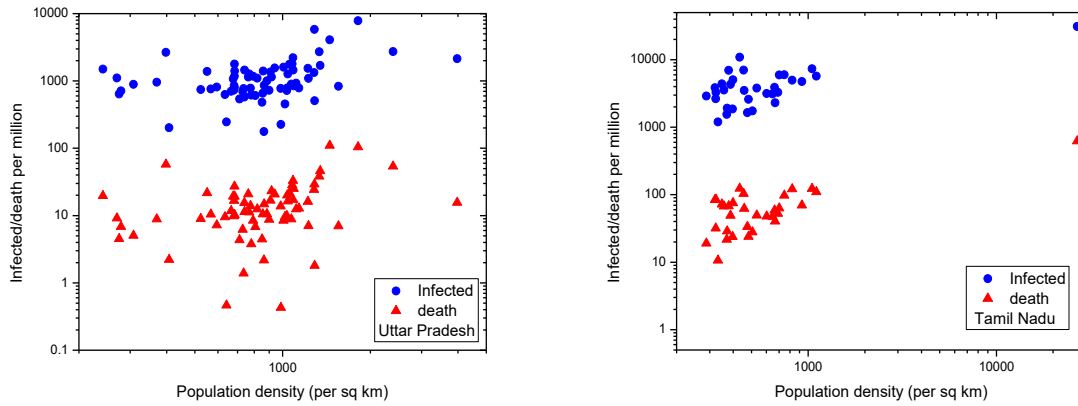 10000
1000
100
10
1
0.1
Infected/death per million
1000
Population density (per sq km)
Infected
death
Uttar Pradesh
10000
1000
100
10
1
Infected/death per million
1000
10000
Population density (per sq km)
Infected
death
Tamil Nadu